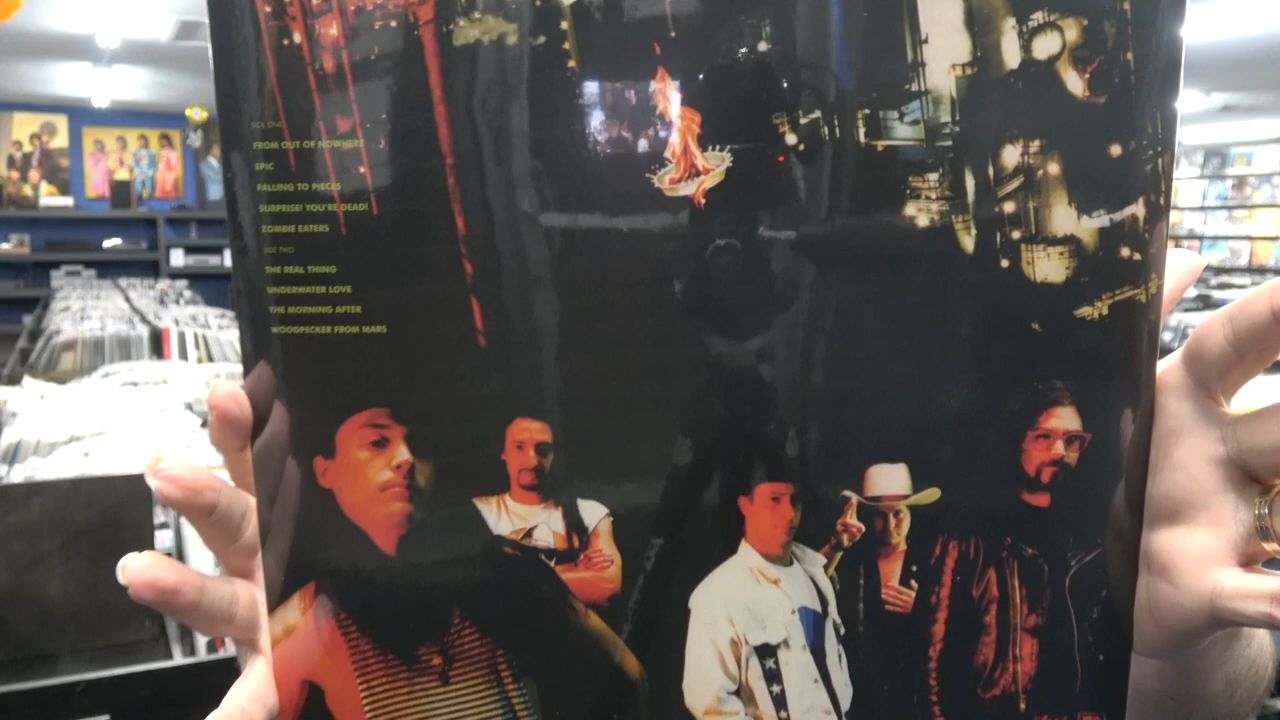 SIDE ONE
FROM OUT OF NOWHERE
EPIC
FALLING TO PIECES
SURPRISE! YOU'RE DEAD!
ZOMBIE EATERS
SIDE TWO
THE REAL THING
UNDERWATER LOVE
THE MORNING AFTER
WOODPECKER FROM MARS